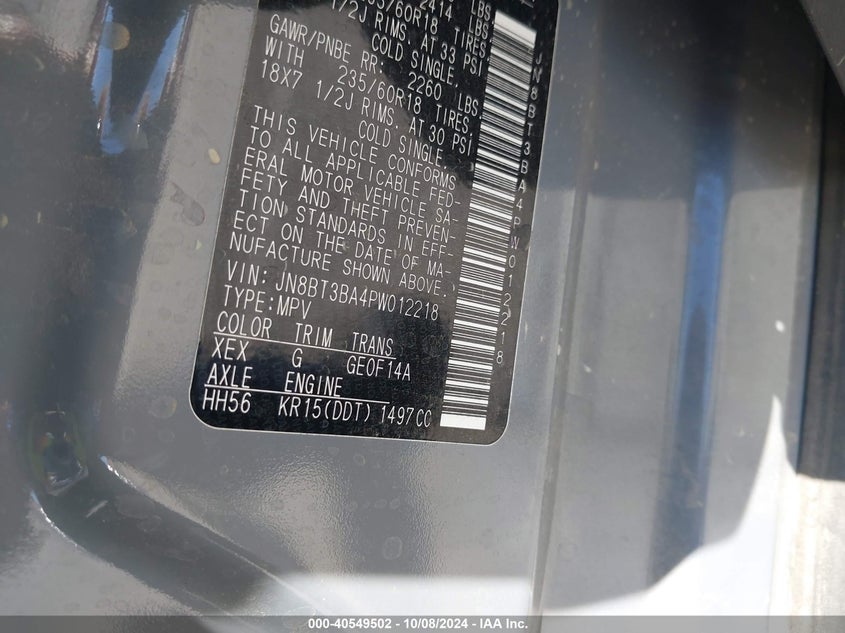 2414 LBS
/60R18 TIRES
1/2J RIMS. AT 33 PSI
COLD SINGLE.
GAWR/PNBE RR. 2260 LBS
WITH 235/60R18 TIRES,
18X7 1/2J RIMS. AT 30 PSI
COLD SINGLE.
THIS VEHICLE CONFORMS
TO ALL APPLICABLE FED-
ERAL MOTOR VEHICLE SA-
FETY AND THEFT PREVEN
TION STANDARDS IN EFF-
ECT ON THE DATE OF MA-
NUFACTURE SHOWN ABOVE.
VIN: JN8BT3BA4PW012218
TYPE:MPV
COLOR TRIM TRANS
XEX G GE0F14A
AXLE ENGINE
HH56 KR15(DDT) 1497CC
JN8BT3BA4PW012218
000-40549502 - 10/08/2024 - IAA Inc.